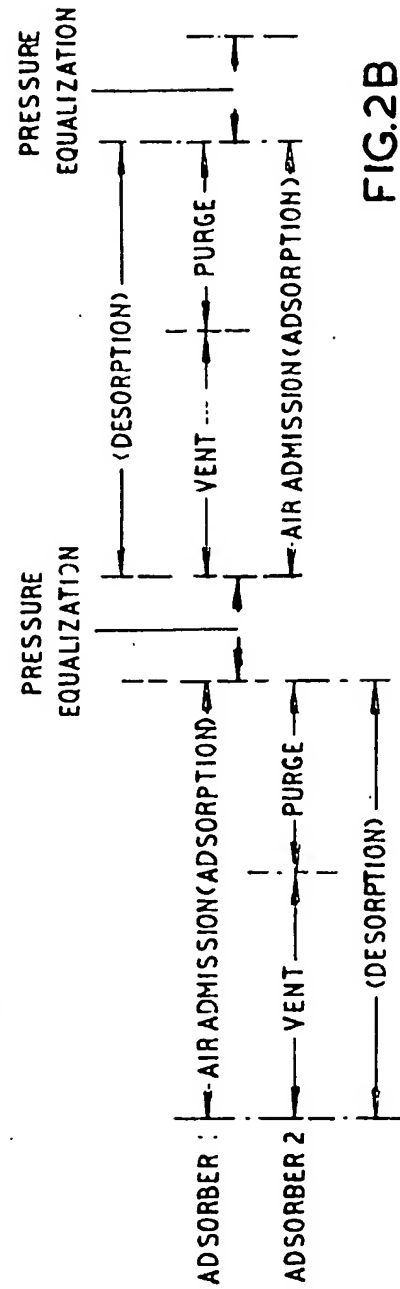 PRESSURE
EQUALIZATION
PRESSURE
EQUALIZATION
(DESORPTION)
ADSORBER 1
AIR ADMISSION(ADSORPTION)
VENT
PURGE
ADSORBER 2
VENT
PURGE
AIR ADMISSION(ADSORPTION)
(DESORPTION)
FIG.2B